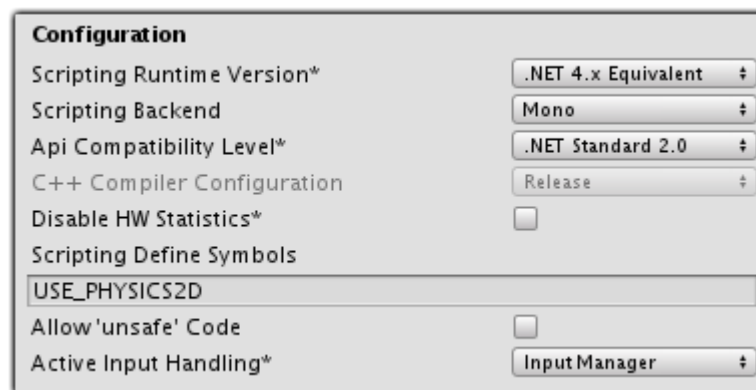 Configuration
Scripting Runtime Version* .NET 4.x Equivalent
Scripting Backend Mono
Api Compatibility Level* .NET Standard 2.0
C++ Compiler Configuration Release
Disable HW Statistics*
Scripting Define Symbols
USE_PHYSICS2D
Allow 'unsafe' Code
Active Input Handling* Input Manager